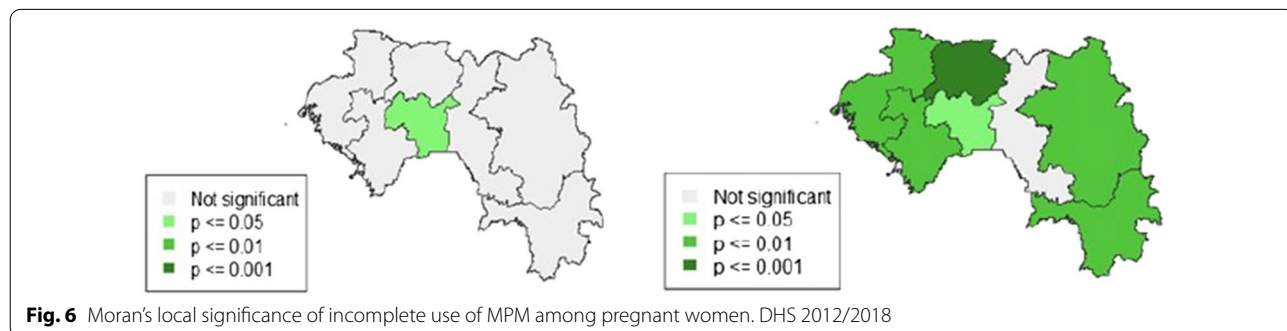 Not significant
p <= 0.05
p <= 0.01
p <= 0.001
Not significant
p <= 0.05
p <= 0.01
p <= 0.001
Fig. 6 Moran’s local significance of incomplete use of MPM among pregnant women. DHS 2012/2018